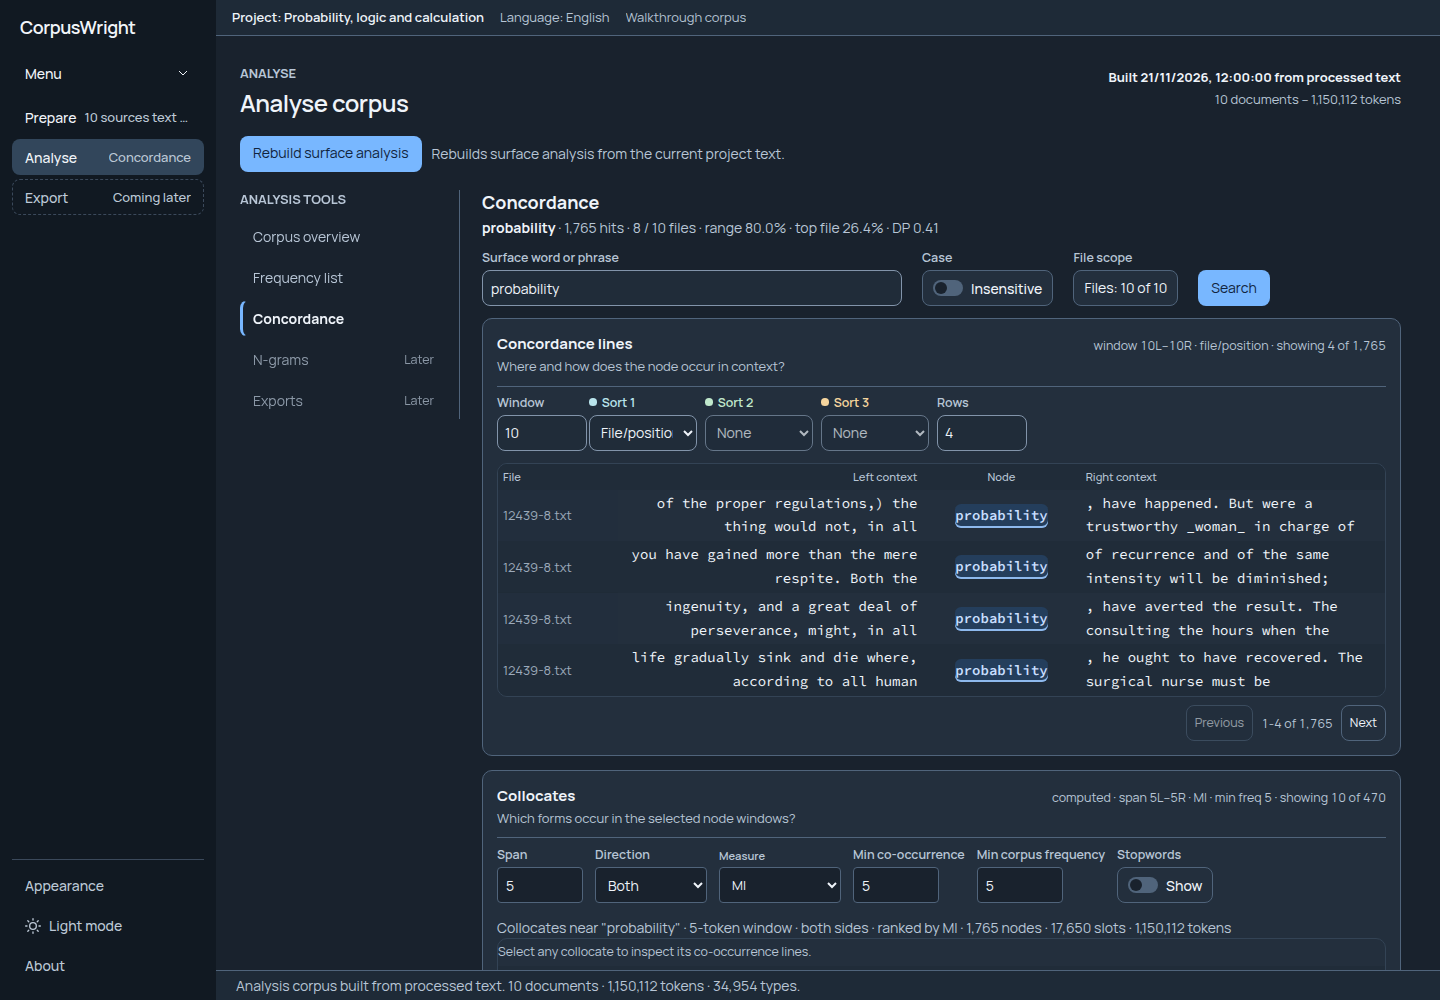 CorpusWright
Menu
Prepare 10 sources text ...
Analyse Concordance
Export Coming later
Appearance
Light mode
About
Project: Probability, logic and calculation Language: English Walkthrough corpus
ANALYSE
Analyse corpus
Built 21/11/2026, 12:00:00 from processed text
10 documents – 1,150,112 tokens
Rebuild surface analysis Rebuilds surface analysis from the current project text.
ANALYSIS TOOLS
Corpus overview
Frequency list
Concordance
N-grams Later
Exports Later
Concordance
probability · 1,765 hits · 8 / 10 files · range 80.0% · top file 26.4% · DP 0.41
Surface word or phrase Case File scope
probability Insensitive Files: 10 of 10 Search
Concordance lines
window 10L–10R · file/position · showing 4 of 1,765
Where and how does the node occur in context?
Window Sort 1 Sort 2 Sort 3 Rows
10 File/positio None None 4
File Left context Node Right context
of the proper regulations,) the , have happened. But were a
12439-8.txt probability
thing would not, in all trustworthy _woman_ in charge of
you have gained more than the mere of recurrence and of the same
12439-8.txt probability
respite. Both the intensity will be diminished;
ingenuity, and a great deal of , have averted the result. The
12439-8.txt probability
perseverance, might, in all consulting the hours when the
life gradually sink and die where, , he ought to have recovered. The
12439-8.txt probability
according to all human surgical nurse must be
Previous 1-4 of 1,765 Next
Collocates
computed · span 5L–5R · MI · min freq 5 · showing 10 of 470
Which forms occur in the selected node windows?
Span Direction Measure Min co-occurrence Min corpus frequency Stopwords
5 Both MI 5 5 Show
Collocates near "probability" · 5-token window · both sides · ranked by MI · 1,765 nodes · 17,650 slots · 1,150,112 tokens
Select any collocate to inspect its co-occurrence lines.
Analysis corpus built from processed text. 10 documents · 1,150,112 tokens · 34,954 types.